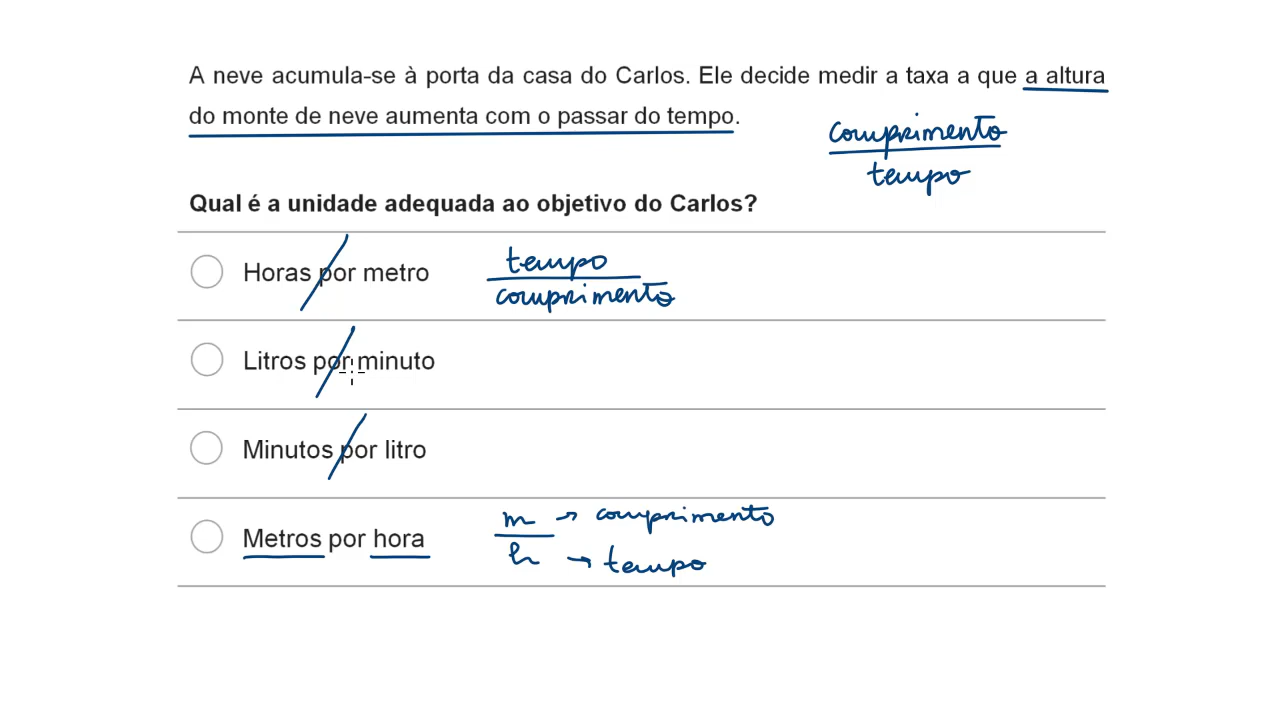 A neve acumula-se à porta da casa do Carlos. Ele decide medir a taxa a que a altura
do monte de neve aumenta com o passar do tempo.
comprimento
tempo
Qual é a unidade adequada ao objetivo do Carlos?
Horas por metro
tempo
comprimento
Litros por minuto
Minutos por litro
Metros por hora
m → comprimento
h → tempo